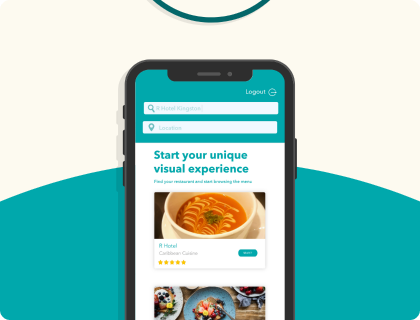 Logout
R Hotel Kingston
Location
Start your unique
visual experience
Find your restaurant and start browsing the menu
R Hotel
Caribbean Cuisine